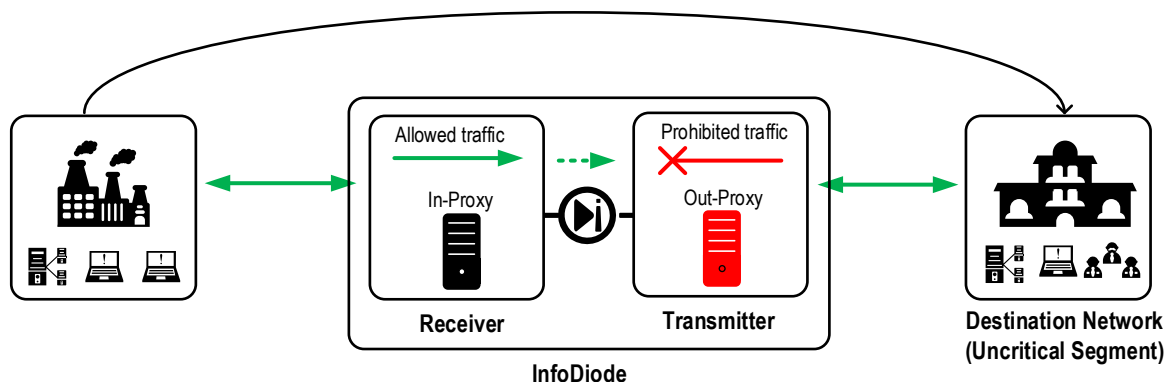 Allowed traffic
Prohibited traffic
In-Proxy
Out-Proxy
Receiver
Transmitter
Destination Network
(Uncritical Segment)
InfoDiode